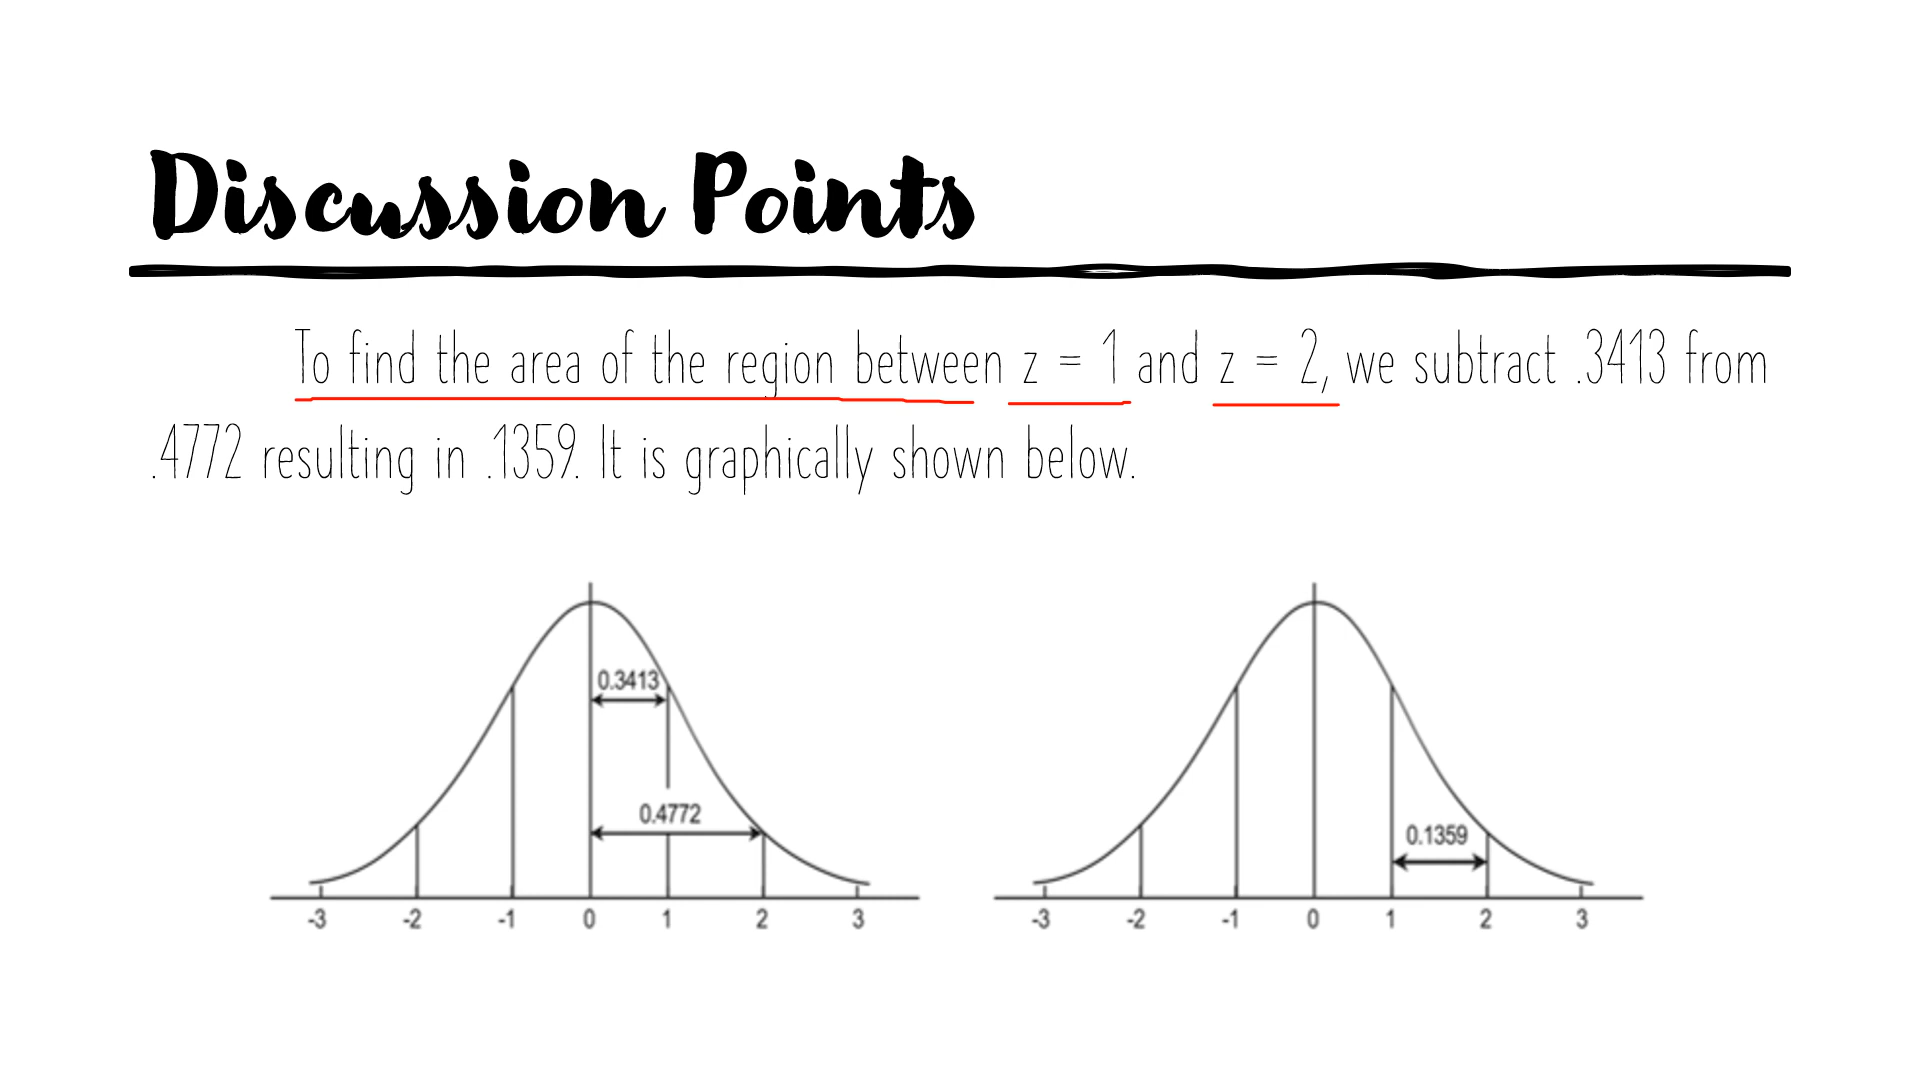 Discussion Points
To find the area of the region between z = 1 and z = 2, we subtract .3413 from
.4772 resulting in .1359. It is graphically shown below.
0.3413
0.4772
-3 -2 -1 0 1 2 3
0.1359
-3 -2 -1 0 1 2 3